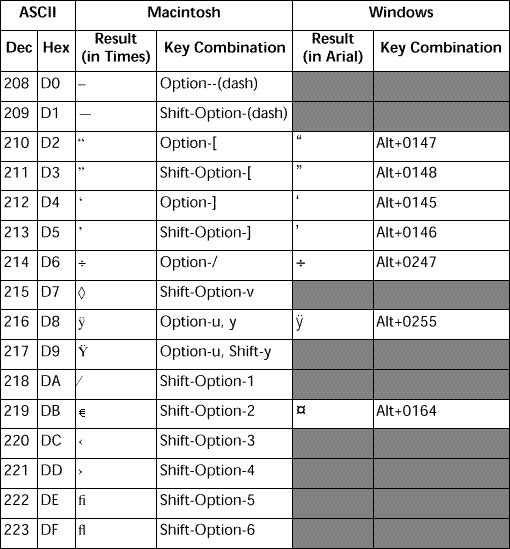 ASCII Macintosh Windows
Dec Hex Result (in Times) Key Combination Result (in Arial) Key Combination
208 D0 – Option--(dash)
209 D1 — Shift-Option-(dash)
210 D2 “ Option-[ “ Alt+0147
211 D3 ” Shift-Option-[ ” Alt+0148
212 D4 ‘ Option-] ‘ Alt+0145
213 D5 ’ Shift-Option-] ’ Alt+0146
214 D6 ÷ Option-/ ÷ Alt+0247
215 D7 ◊ Shift-Option-v
216 D8 ÿ Option-u, y ÿ Alt+0255
217 D9 Ÿ Option-u, Shift-y
218 DA ⁄ Shift-Option-1
219 DB € Shift-Option-2 ¤ Alt+0164
220 DC ‹ Shift-Option-3
221 DD › Shift-Option-4
222 DE ﬁ Shift-Option-5
223 DF ﬂ Shift-Option-6